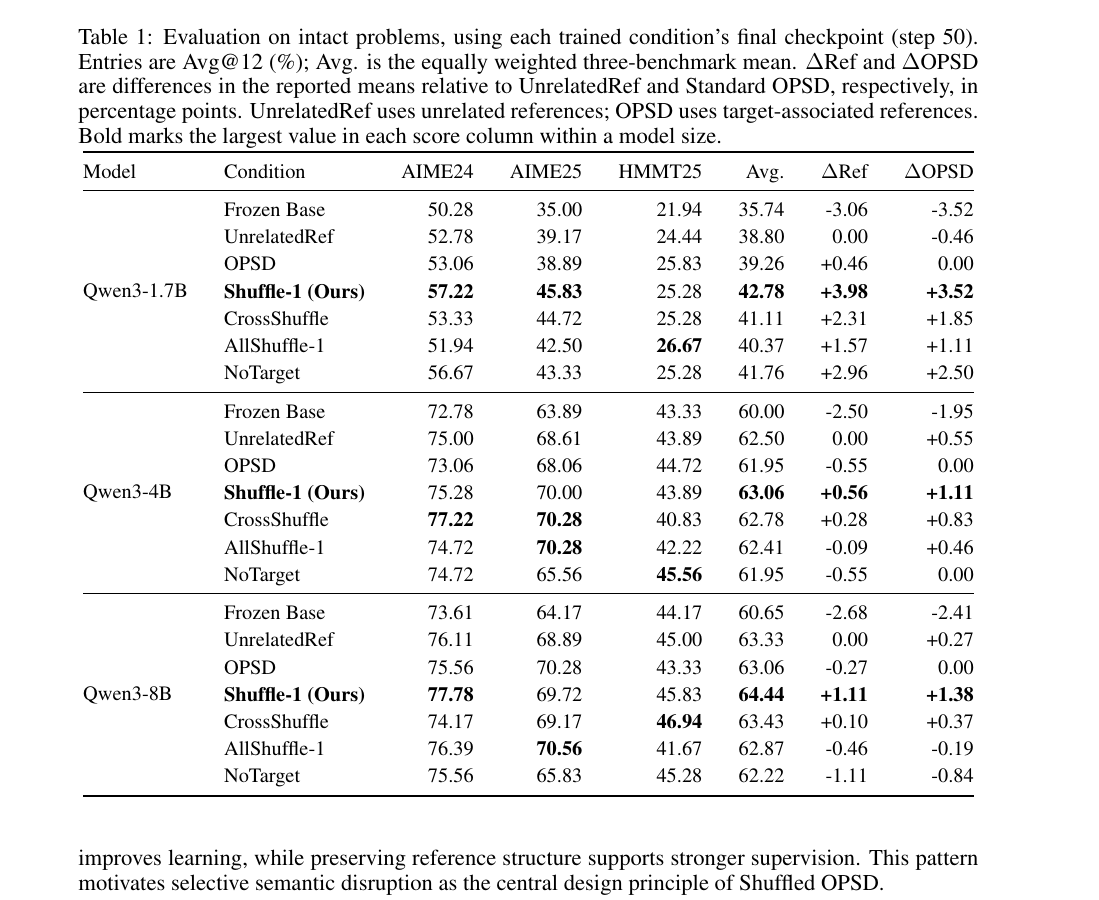 Table 1: Evaluation on intact problems, using each trained condition's final checkpoint (step 50).
Entries are Avg@12 (%); Avg. is the equally weighted three-benchmark mean. ΔRef and ΔOPSD
are differences in the reported means relative to UnrelatedRef and Standard OPSD, respectively, in
percentage points. UnrelatedRef uses unrelated references; OPSD uses target-associated references.
Bold marks the largest value in each score column within a model size.
Model Condition AIME24 AIME25 HMMT25 Avg. ΔRef ΔOPSD
Frozen Base 50.28 35.00 21.94 35.74 -3.06 -3.52
UnrelatedRef 52.78 39.17 24.44 38.80 0.00 -0.46
OPSD 53.06 38.89 25.83 39.26 +0.46 0.00
Qwen3-1.7B Shuffle-1 (Ours) 57.22 45.83 25.28 42.78 +3.98 +3.52
CrossShuffle 53.33 44.72 25.28 41.11 +2.31 +1.85
AllShuffle-1 51.94 42.50 26.67 40.37 +1.57 +1.11
NoTarget 56.67 43.33 25.28 41.76 +2.96 +2.50
Frozen Base 72.78 63.89 43.33 60.00 -2.50 -1.95
UnrelatedRef 75.00 68.61 43.89 62.50 0.00 +0.55
OPSD 73.06 68.06 44.72 61.95 -0.55 0.00
Qwen3-4B Shuffle-1 (Ours) 75.28 70.00 43.89 63.06 +0.56 +1.11
CrossShuffle 77.22 70.28 40.83 62.78 +0.28 +0.83
AllShuffle-1 74.72 70.28 42.22 62.41 -0.09 +0.46
NoTarget 74.72 65.56 45.56 61.95 -0.55 0.00
Frozen Base 73.61 64.17 44.17 60.65 -2.68 -2.41
UnrelatedRef 76.11 68.89 45.00 63.33 0.00 +0.27
OPSD 75.56 70.28 43.33 63.06 -0.27 0.00
Qwen3-8B Shuffle-1 (Ours) 77.78 69.72 45.83 64.44 +1.11 +1.38
CrossShuffle 74.17 69.17 46.94 63.43 +0.10 +0.37
AllShuffle-1 76.39 70.56 41.67 62.87 -0.46 -0.19
NoTarget 75.56 65.83 45.28 62.22 -1.11 -0.84
improves learning, while preserving reference structure supports stronger supervision. This pattern
motivates selective semantic disruption as the central design principle of Shuffled OPSD.